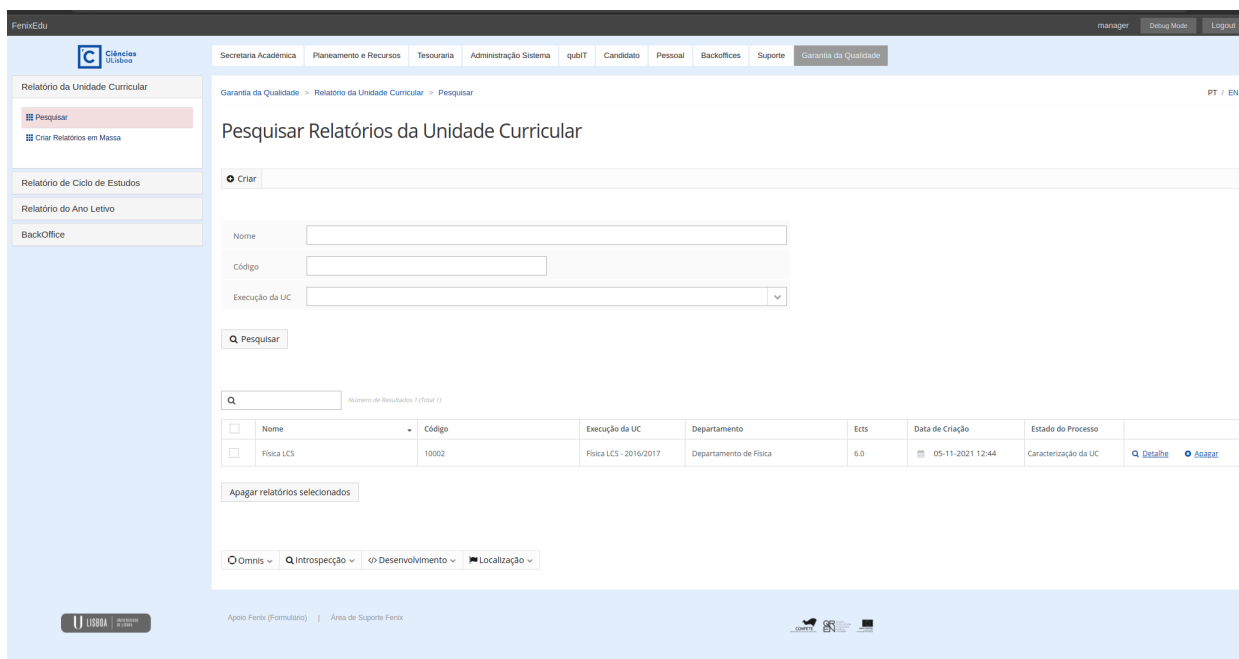 FenixEdu manager Debug Mode Logout
Ciências
ULisboa
Secretaria Académica Planeamento e Recursos Tesouraria Administração Sistema qubIT Candidato Pessoal Backoffices Suporte Garantia da Qualidade
Relatório da Unidade Curricular
Pesquisar
Criar Relatórios em Massa
Relatório de Ciclo de Estudos
Relatório do Ano Letivo
BackOffice
Garantia da Qualidade > Relatório da Unidade Curricular > Pesquisar PT / EN
Pesquisar Relatórios da Unidade Curricular
Criar
Nome
Código
Execução da UC
Pesquisar
Número de Resultados 1 (Total 1)
Nome Código Execução da UC Departamento Ects Data de Criação Estado do Processo
Física LCS 10002 Física LCS - 2016/2017 Departamento de Física 6.0 05-11-2021 12:44 Caracterização da UC Detalhe Apagar
Apagar relatórios selecionados
Omnis Introspecção </> Desenvolvimento Localização
LISBOA
Apoio Fenix (Formulário) | Área de Suporte Fenix
COMPETE